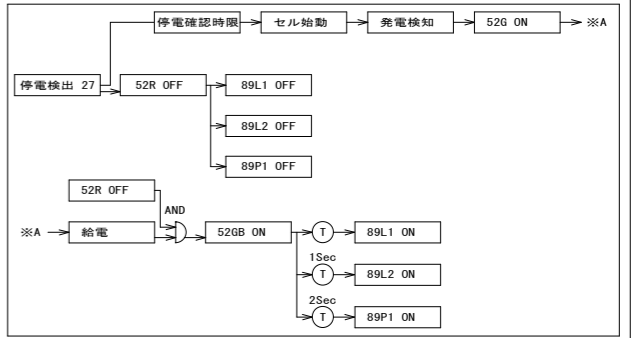 停電確認時限
セル始動
発電検知
52G ON
※A
停電検出 27
52R OFF
89L1 OFF
89L2 OFF
89P1 OFF
52R OFF
AND
※A
給電
52GB ON
T
89L1 ON
1Sec
T
89L2 ON
2Sec
T
89P1 ON